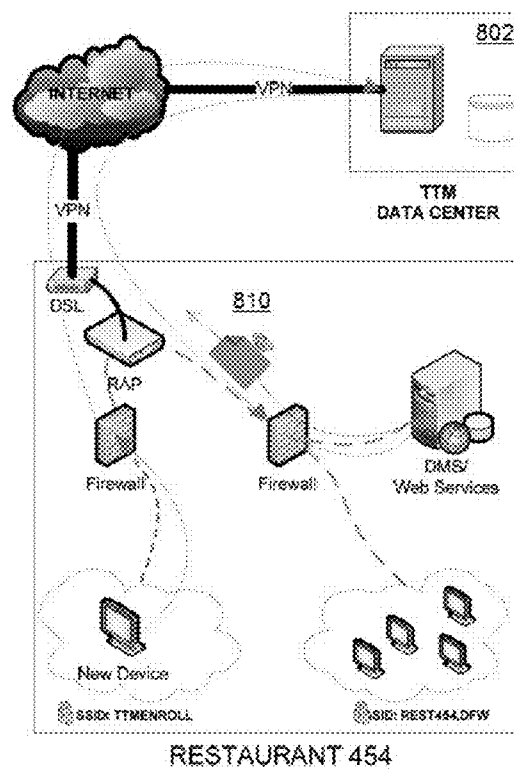 802
INTERNET
VPN
TTM
DATA CENTER
VPN
DSL
810
RAP
Firewall
Firewall
DMS/
Web Services
New Device
SSID: TTMENROLL
SSID: REST454.DFW
RESTAURANT 454